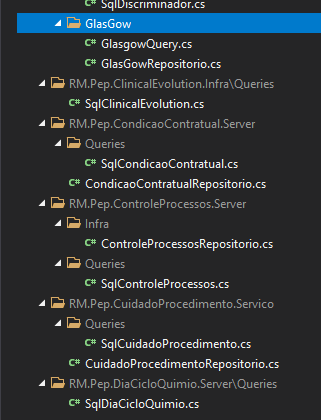 SqlDiscriminador.cs
GlasGow
C# GlasgowQuery.cs
C# GlasGowRepositorio.cs
RM.Pep.ClinicalEvolution.Infra\Queries
C# SqlClinicalEvolution.cs
RM.Pep.CondicaoContratual.Server
Queries
C# SqlCondicaoContratual.cs
C# CondicaoContratualRepositorio.cs
RM.Pep.ControleProcessos.Server
Infra
C# ControleProcessosRepositorio.cs
Queries
C# SqlControleProcessos.cs
RM.Pep.CuidadoProcedimento.Servico
Queries
C# SqlCuidadoProcedimento.cs
C# CuidadoProcedimentoRepositorio.cs
RM.Pep.DiaCicloQuimio.Server\Queries
C# SqlDiaCicloQuimio.cs